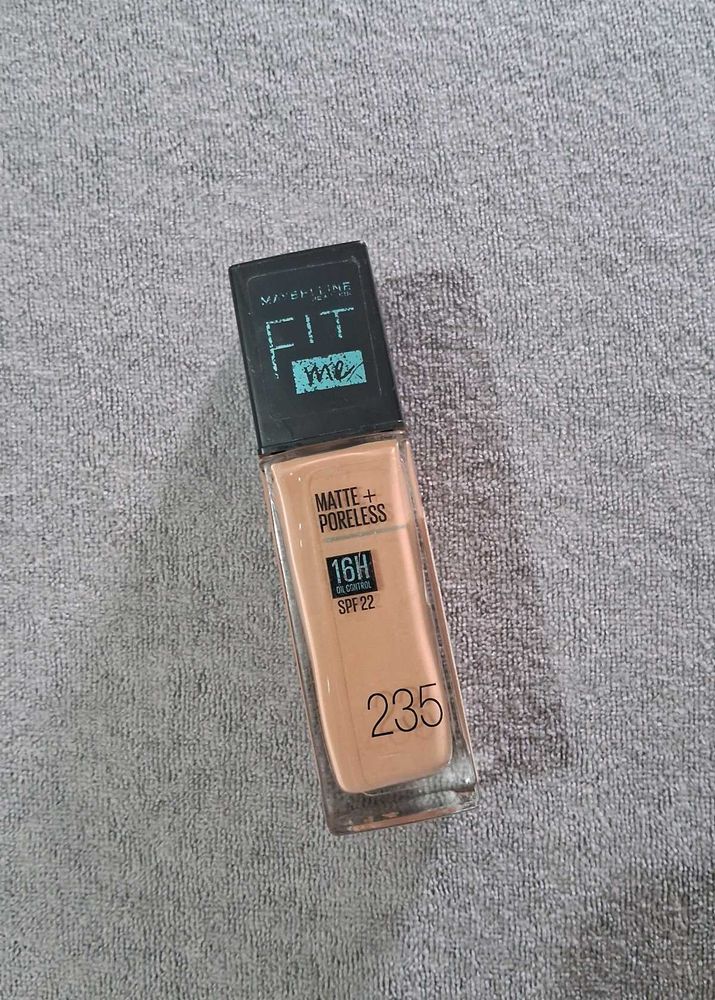 MAYBELLINE
NEW YORK
FIT
me
MATTE +
PORELESS
16H
OIL CONTROL
SPF 22
235